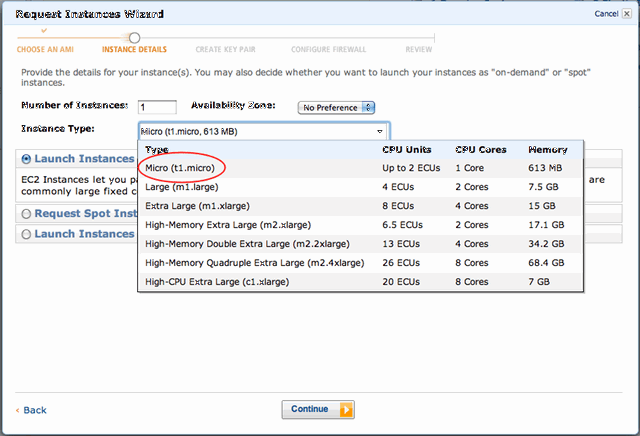 Request Instances Wizard
Cancel X
CHOOSE AN AMI INSTANCE DETAILS CREATE KEY PAIR CONFIGURE FIREWALL REVIEW
Provide the details for your instance(s). You may also decide whether you want to launch your instances as "on-demand" or "spot"
instances.
Number of Instances: 1 Availability Zone: No Preference
Instance Type: Micro (t1.micro, 613 MB)
Type CPU Units CPU Cores Memory
Micro (t1.micro) Up to 2 ECUs 1 Core 613 MB
Large (m1.large) 4 ECUs 2 Cores 7.5 GB
Extra Large (m1.xlarge) 8 ECUs 4 Cores 15 GB
High-Memory Extra Large (m2.xlarge) 6.5 ECUs 2 Cores 17.1 GB
High-Memory Double Extra Large (m2.2xlarge) 13 ECUs 4 Cores 34.2 GB
High-Memory Quadruple Extra Large (m2.4xlarge) 26 ECUs 8 Cores 68.4 GB
High-CPU Extra Large (c1.xlarge) 20 ECUs 8 Cores 7 GB
Launch Instances
EC2 Instances let you pa are
commonly large fixed c
Request Spot Inst
Launch Instances
Back
Continue